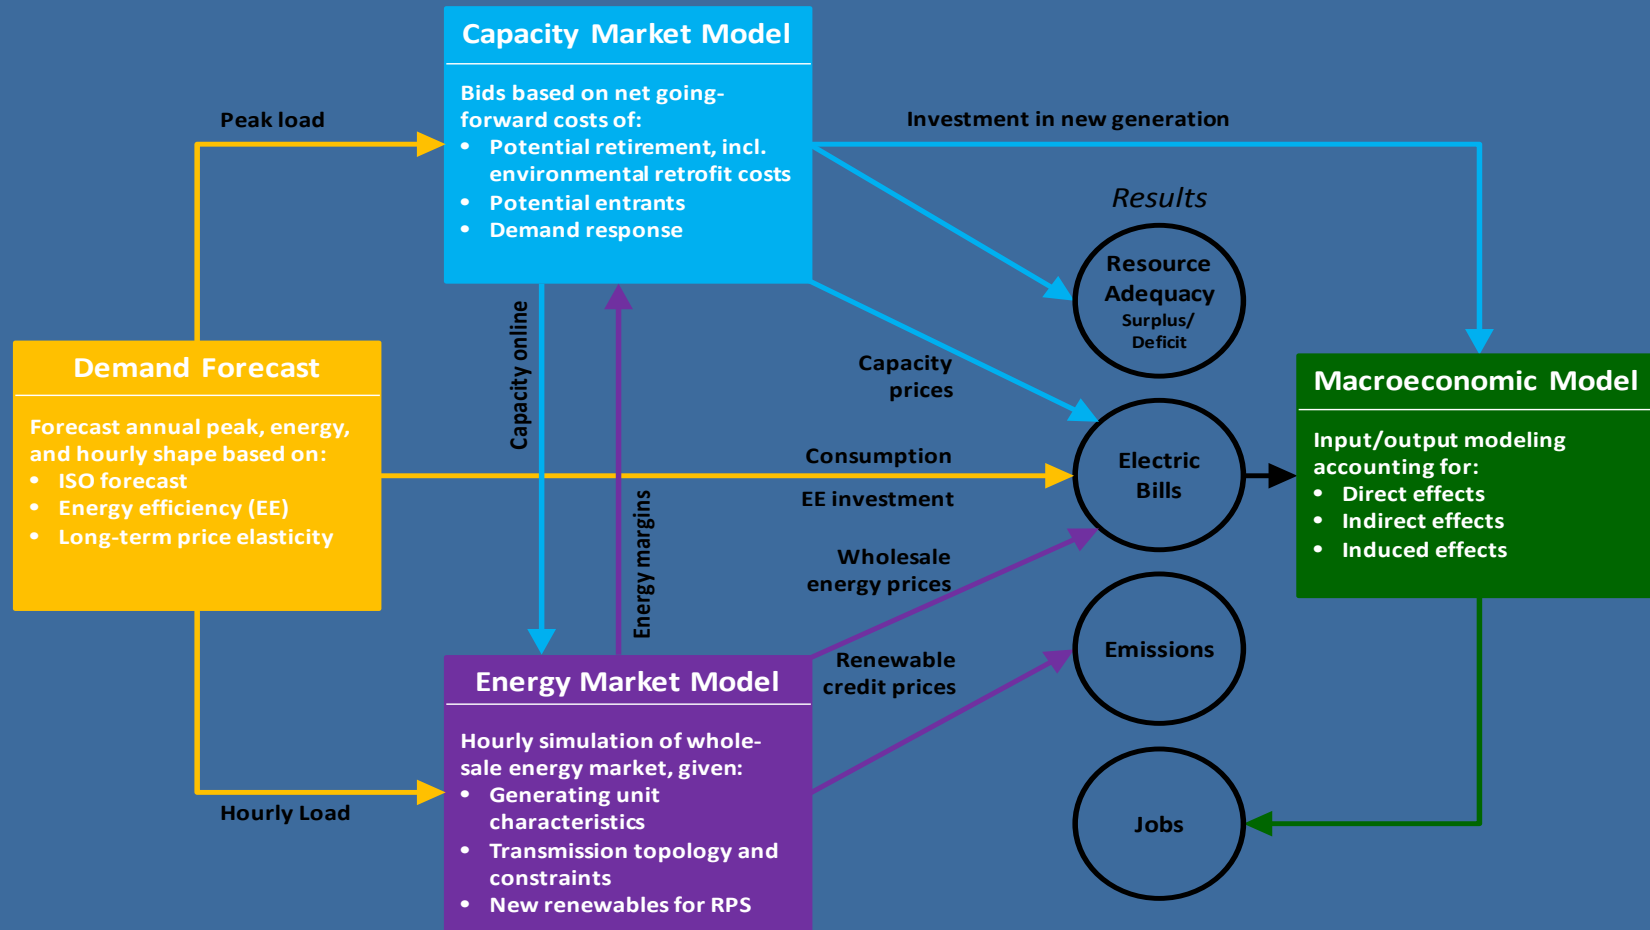 Capacity Market Model
Bids based on net going-
forward costs of:
• Potential retirement, incl.
environmental retrofit costs
• Potential entrants
• Demand response
Peak load
Investment in new generation
Results
Resource
Adequacy
Surplus/
Deficit
Capacity online
Capacity
prices
Demand Forecast
Forecast annual peak, energy,
and hourly shape based on:
• ISO forecast
• Energy efficiency (EE)
• Long-term price elasticity
Macroeconomic Model
Input/output modeling
accounting for:
• Direct effects
• Indirect effects
• Induced effects
Consumption
EE investment
Electric
Bills
Energy margins
Wholesale
energy prices
Renewable
credit prices
Emissions
Energy Market Model
Hourly simulation of whole-
sale energy market, given:
• Generating unit
characteristics
• Transmission topology and
constraints
• New renewables for RPS
Hourly Load
Jobs